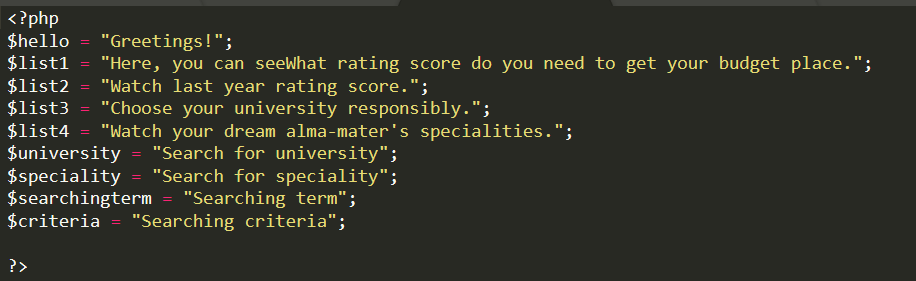 <?php
$hello = "Greetings!";
$list1 = "Here, you can seeWhat rating score do you need to get your budget place.";
$list2 = "Watch last year rating score.";
$list3 = "Choose your university responsibly.";
$list4 = "Watch your dream alma-mater's specialities.";
$university = "Search for university";
$speciality = "Search for speciality";
$searchingterm = "Searching term";
$criteria = "Searching criteria";
?>